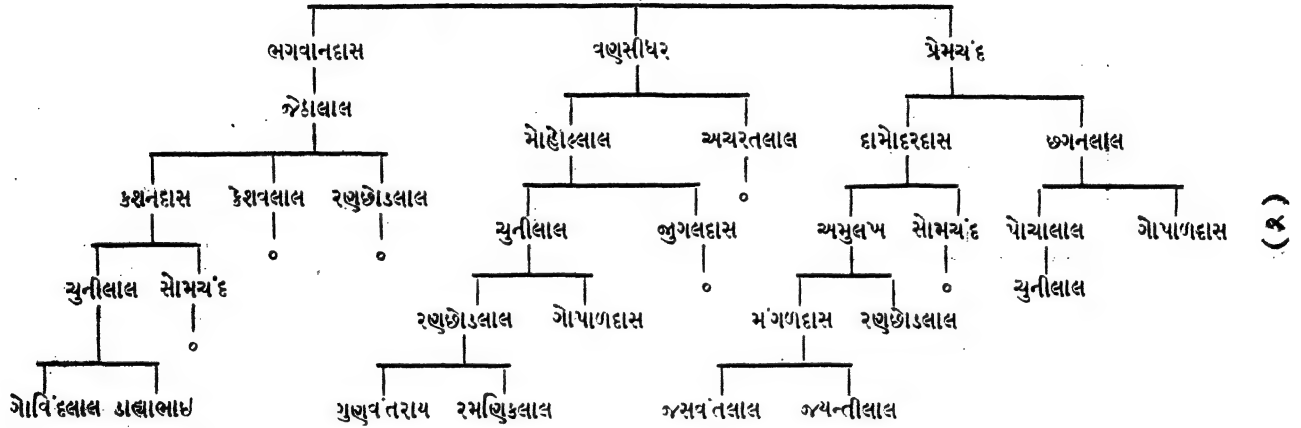 ભગવાનદાસ વણસીધર પ્રેમચંદ
જેઠાલાલ
મોહોલ્લાલ અચરતલાલ દામોદરદાસ છગનલાલ
કશનદાસ કેશવલાલ રણછોડલાલ
ચુનીલાલ જુગલદાસ અમુલખ સોમચંદ પોચાલાલ ગોપાળદાસ
(૨)
ચુનીલાલ સોમચંદ
ચુનીલાલ
રણછોડલાલ ગોપાળદાસ મંગળદાસ રણછોડલાલ
ગોવિંદલાલ ડાહ્યાભાઇ ગુણવંતરાય રમણિકલાલ જસવંતલાલ જયન્તીલાલ